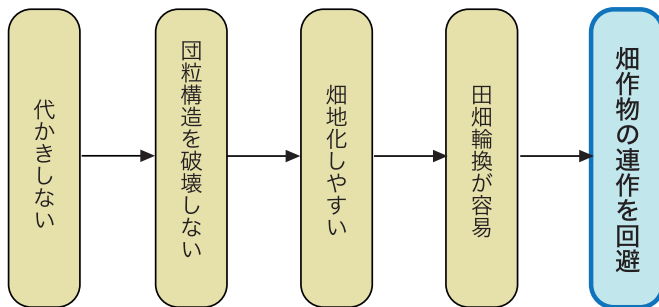 代かきしない
団粒構造を破壊しない
畑地化しやすい
田畑輪換が容易
畑作物の連作を回避